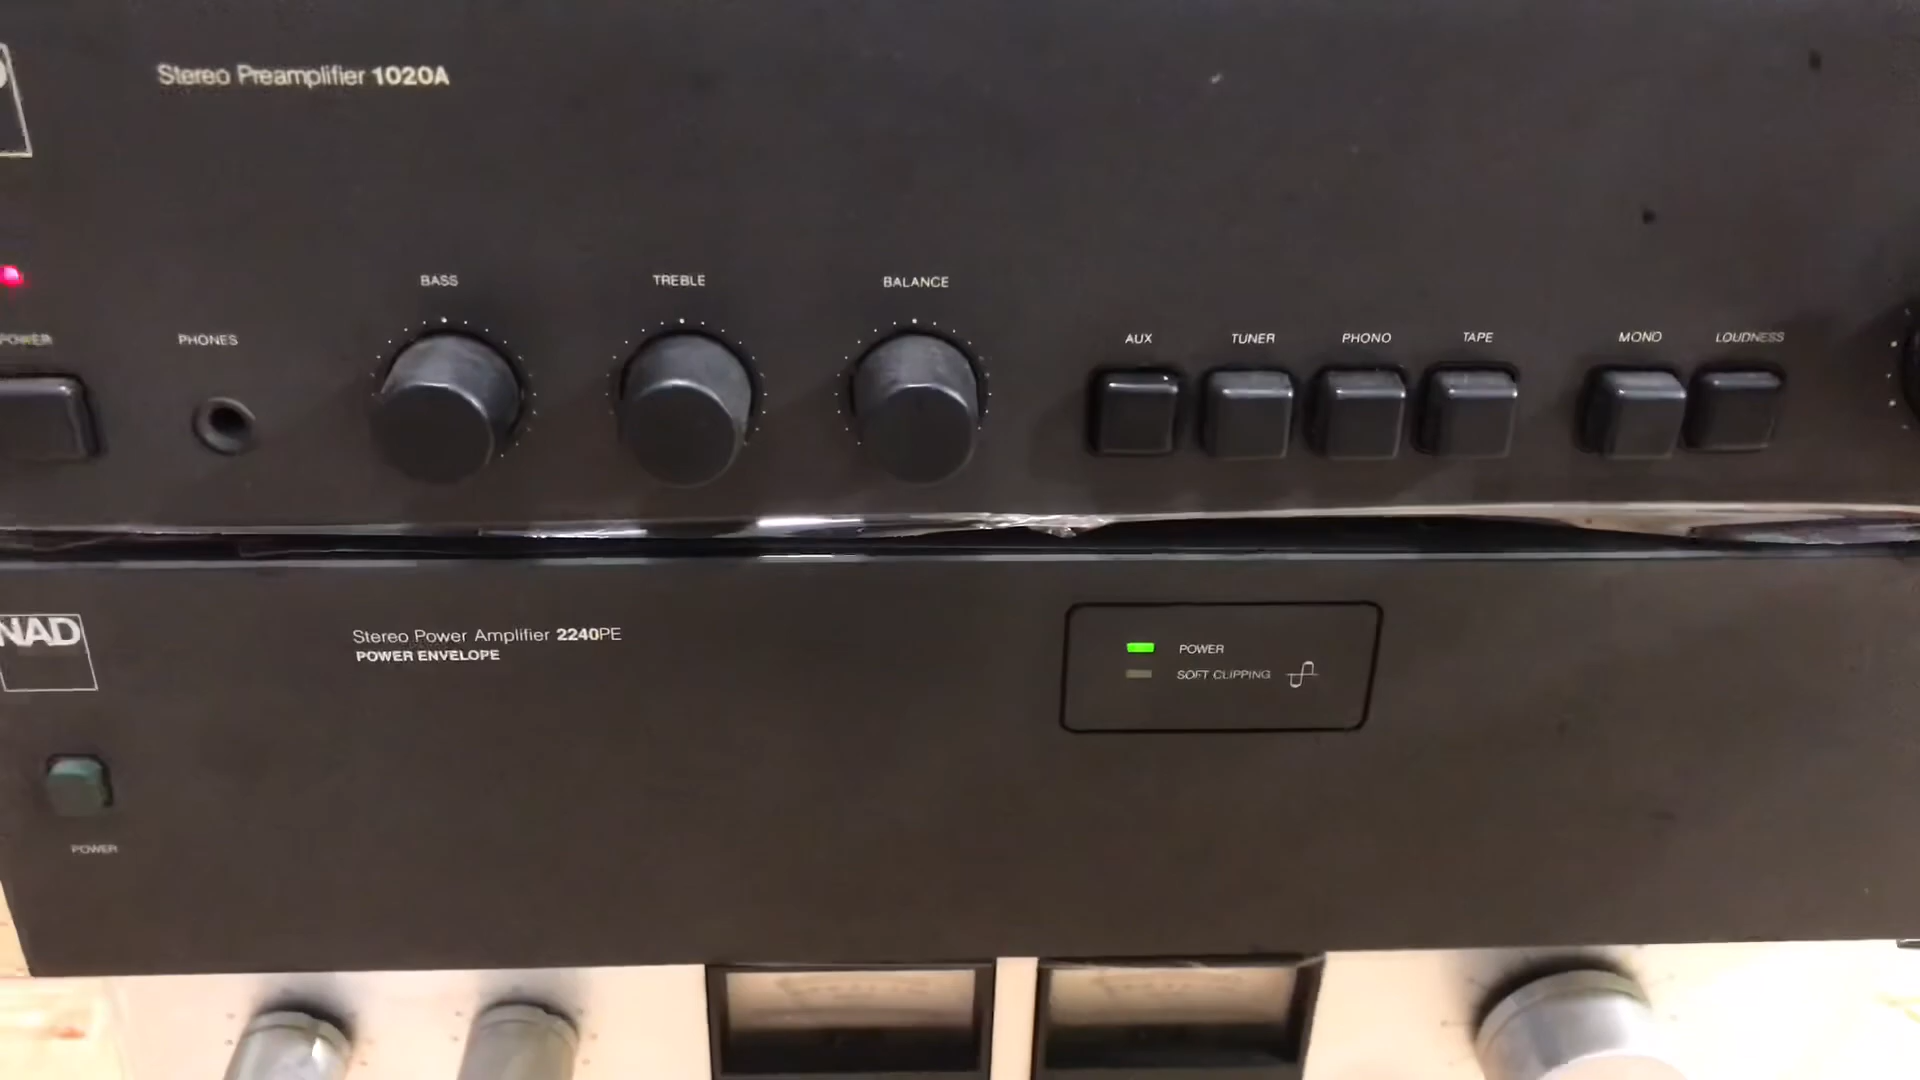 Stereo Preamplifier 1020A
POWER
PHONES
BASS
TREBLE
BALANCE
AUX
TUNER
PHONO
TAPE
MONO
LOUDNESS
NAD
Stereo Power Amplifier 2240PE
POWER ENVELOPE
POWER
SOFT CLIPPING
POWER